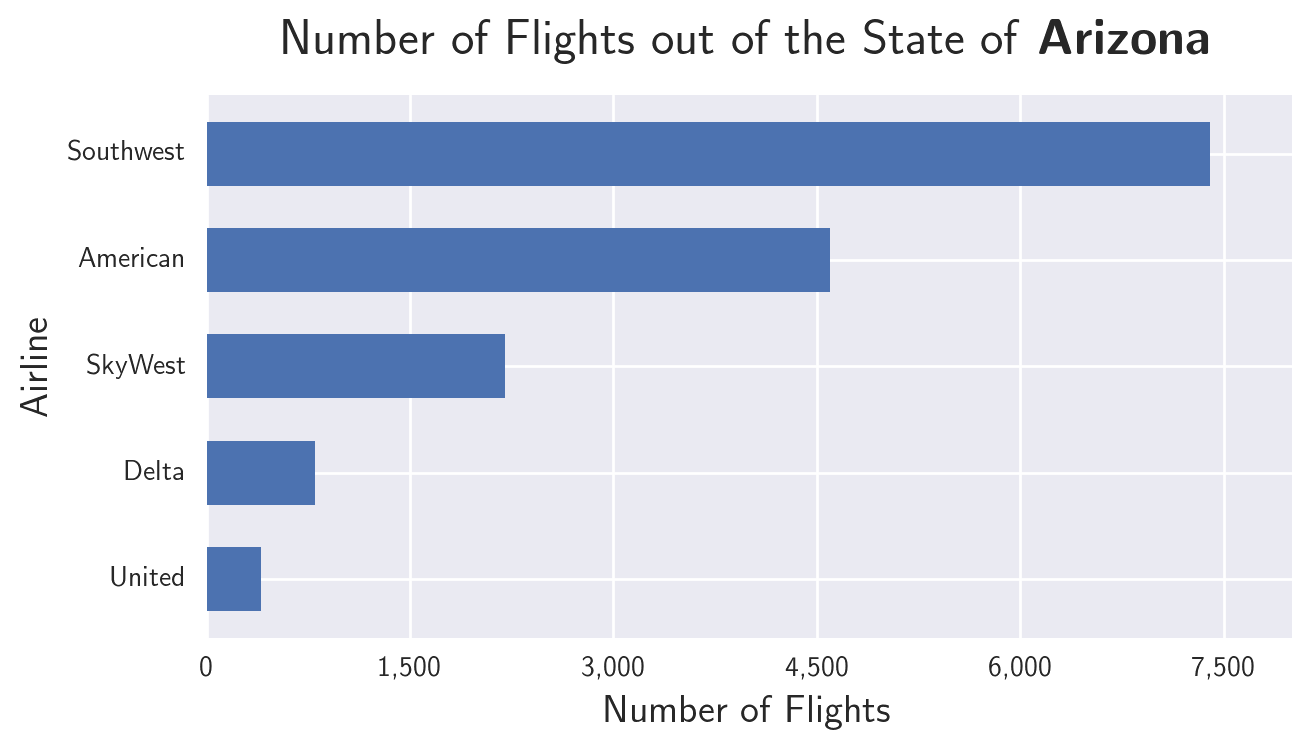 Number of Flights out of the State of Arizona
Southwest
American
SkyWest
Delta
United
Airline
0 1,500 3,000 4,500 6,000 7,500
Number of Flights